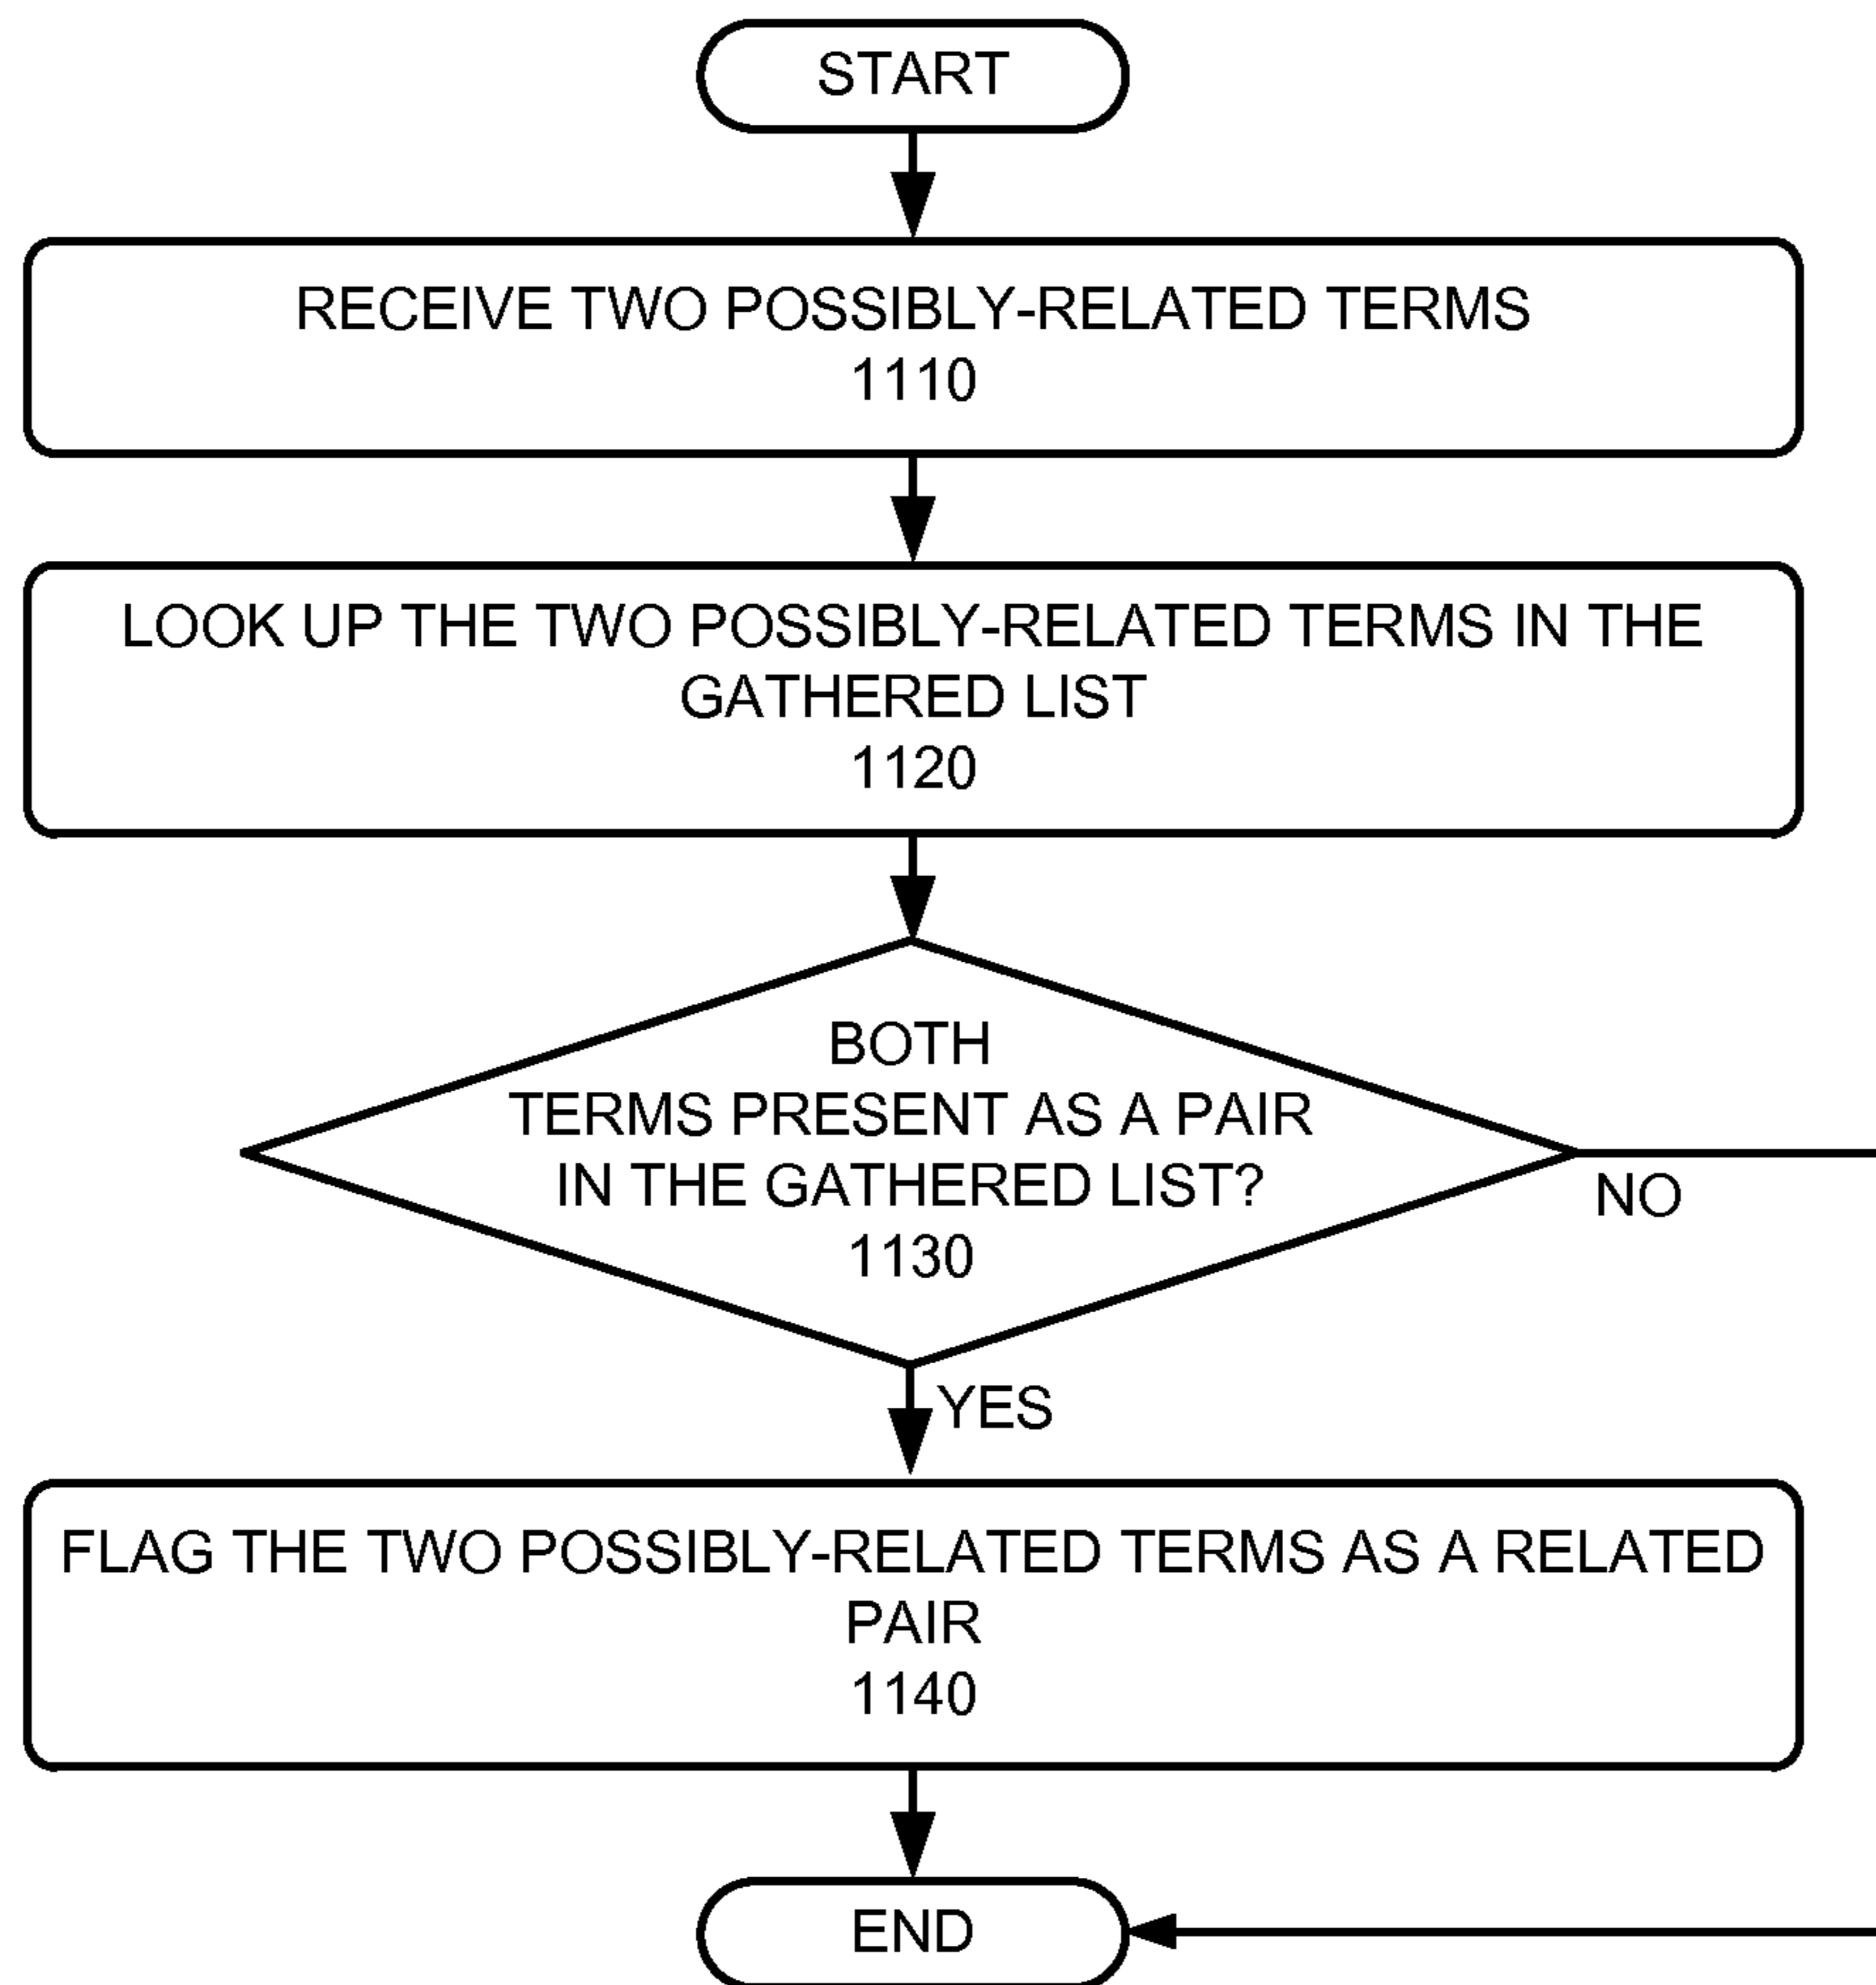 START
RECEIVE TWO POSSIBLY-RELATED TERMS
1110
LOOK UP THE TWO POSSIBLY-RELATED TERMS IN THE
GATHERED LIST
1120
BOTH
TERMS PRESENT AS A PAIR
IN THE GATHERED LIST?
1130
NO
YES
FLAG THE TWO POSSIBLY-RELATED TERMS AS A RELATED
PAIR
1140
END